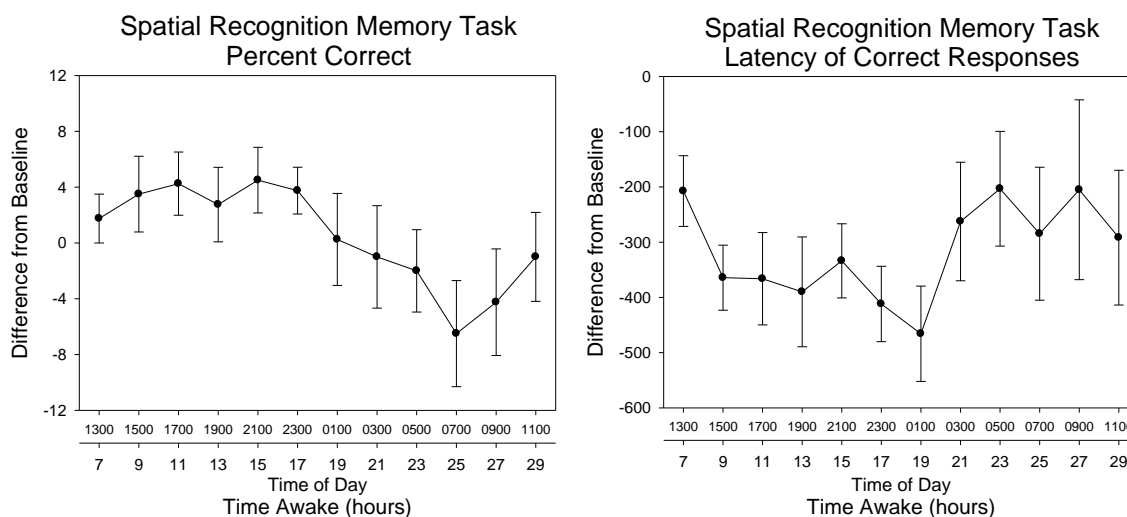 Spatial Recognition Memory Task
Percent Correct
12
8
4
0
-4
-8
-12
Difference from Baseline
1300 1500 1700 1900 2100 2300 0100 0300 0500 0700 0900 1100
7 9 11 13 15 17 19 21 23 25 27 29
Time of Day
Time Awake (hours)
Spatial Recognition Memory Task
Latency of Correct Responses
0
-100
-200
-300
-400
-500
-600
Difference from Baseline
1300 1500 1700 1900 2100 2300 0100 0300 0500 0700 0900 1100
7 9 11 13 15 17 19 21 23 25 27 29
Time of Day
Time Awake (hours)